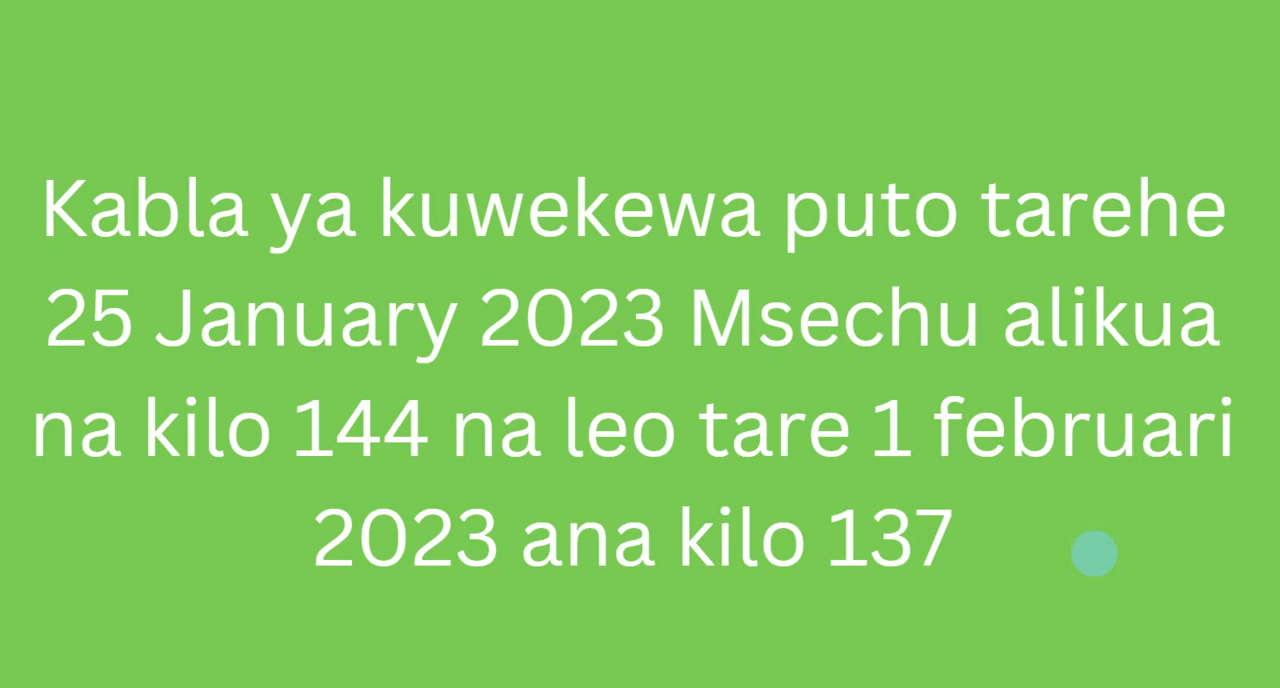 Kabla ya kuwekewa puto tarehe
25 January 2023 Msechu alikua
na kilo 144 na leo tare 1 februari
2023 ana kilo 137